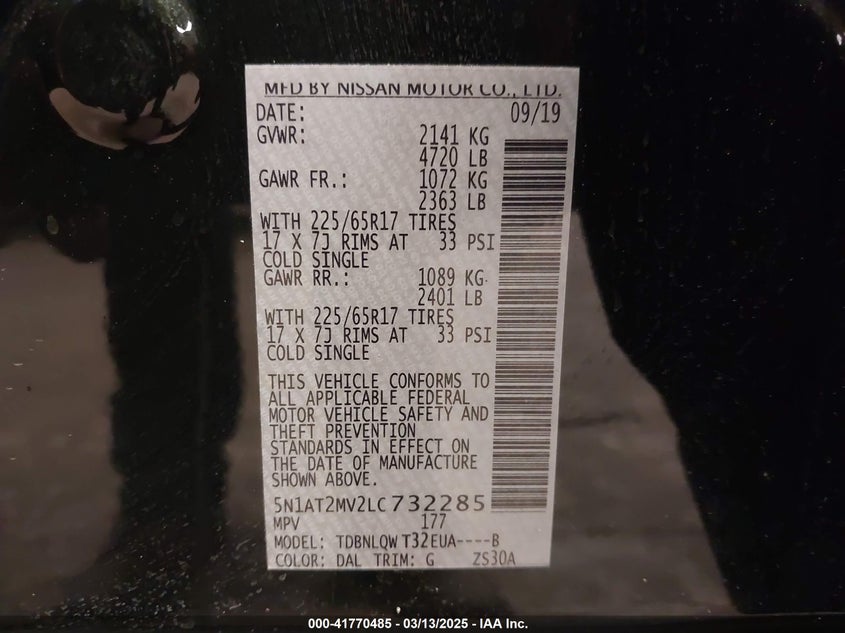 MFD BY NISSAN MOTOR CO., LTD.
DATE: 09/19
GVWR: 2141 KG
4720 LB
GAWR FR.: 1072 KG
2363 LB
WITH 225/65R17 TIRES
17 X 7J RIMS AT 33 PSI
COLD SINGLE
GAWR RR.: 1089 KG
2401 LB
WITH 225/65R17 TIRES
17 X 7J RIMS AT 33 PSI
COLD SINGLE
THIS VEHICLE CONFORMS TO
ALL APPLICABLE FEDERAL
MOTOR VEHICLE SAFETY AND
THEFT PREVENTION
STANDARDS IN EFFECT ON
THE DATE OF MANUFACTURE
SHOWN ABOVE.
5N1AT2MV2LC732285
MPV 177
MODEL: TDBNLQW T32EUA----B
COLOR: DAL TRIM: G ZS30A
000-41770485 - 03/13/2025 - IAA Inc.